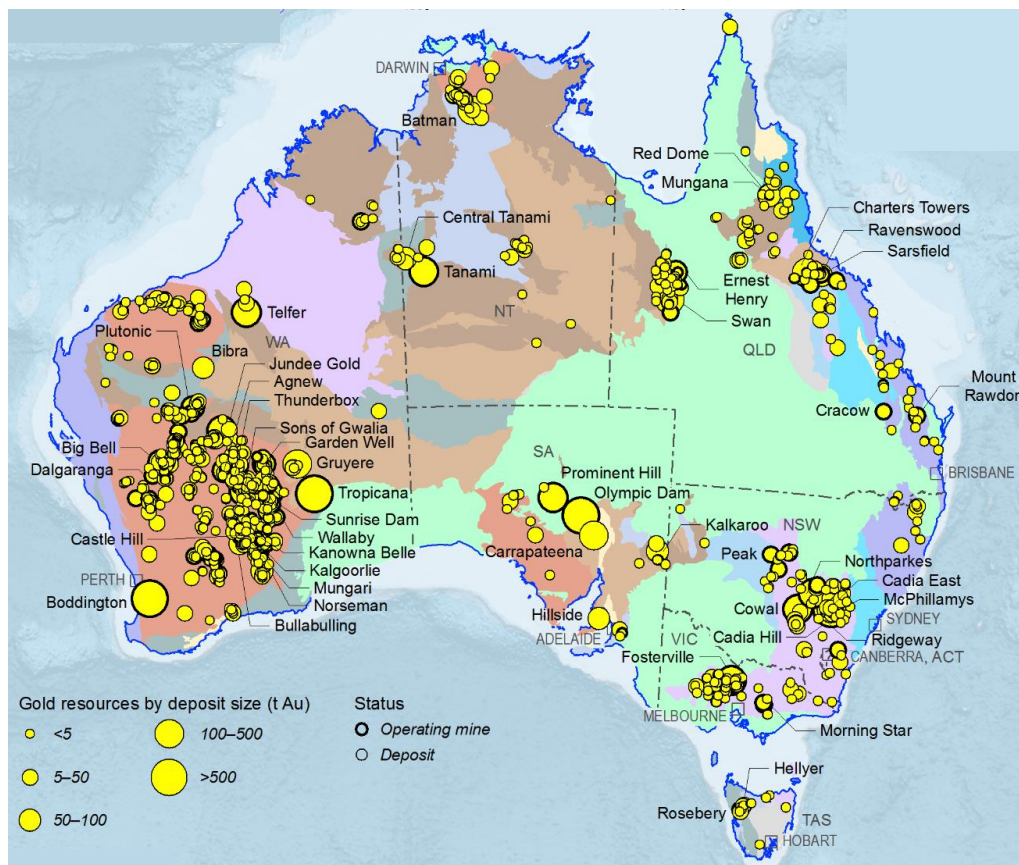 DARWIN
Batman
Red Dome
Mungana
Charters Towers
Ravenswood
Sarsfield
Central Tanami
Tanami
Ernest
Henry
NT
Swan
Telfer
Plutonic
WA
Bibra
QLD
Jundee Gold
Agnew
Thunderbox
Mount
Rawdon
Cracow
Sons of Gwalia
Garden Well
Big Bell
Gruyere
Dalgaranga
SA
Prominent Hill
BRISBANE
Tropicana
Olympic Dam
Sunrise Dam
Kalkaroo
NSW
Castle Hill
Wallaby
Carrapateena
Peak
Kanowna Belle
Northparkes
Kalgoorlie
Cadia East
PERTH
Mungari
McPhillamys
Boddington
Norseman
Hillside
Cowal
SYDNEY
Bullabulling
ADELAIDE
VIC
Cadia Hill
Ridgeway
Fosterville
CANBERRA, ACT
MELBOURNE
Morning Star
Hellyer
Rosebery
TAS
HOBART
Gold resources by deposit size (t Au)
<5
5–50
50–100
100–500
>500
Status
Operating mine
Deposit